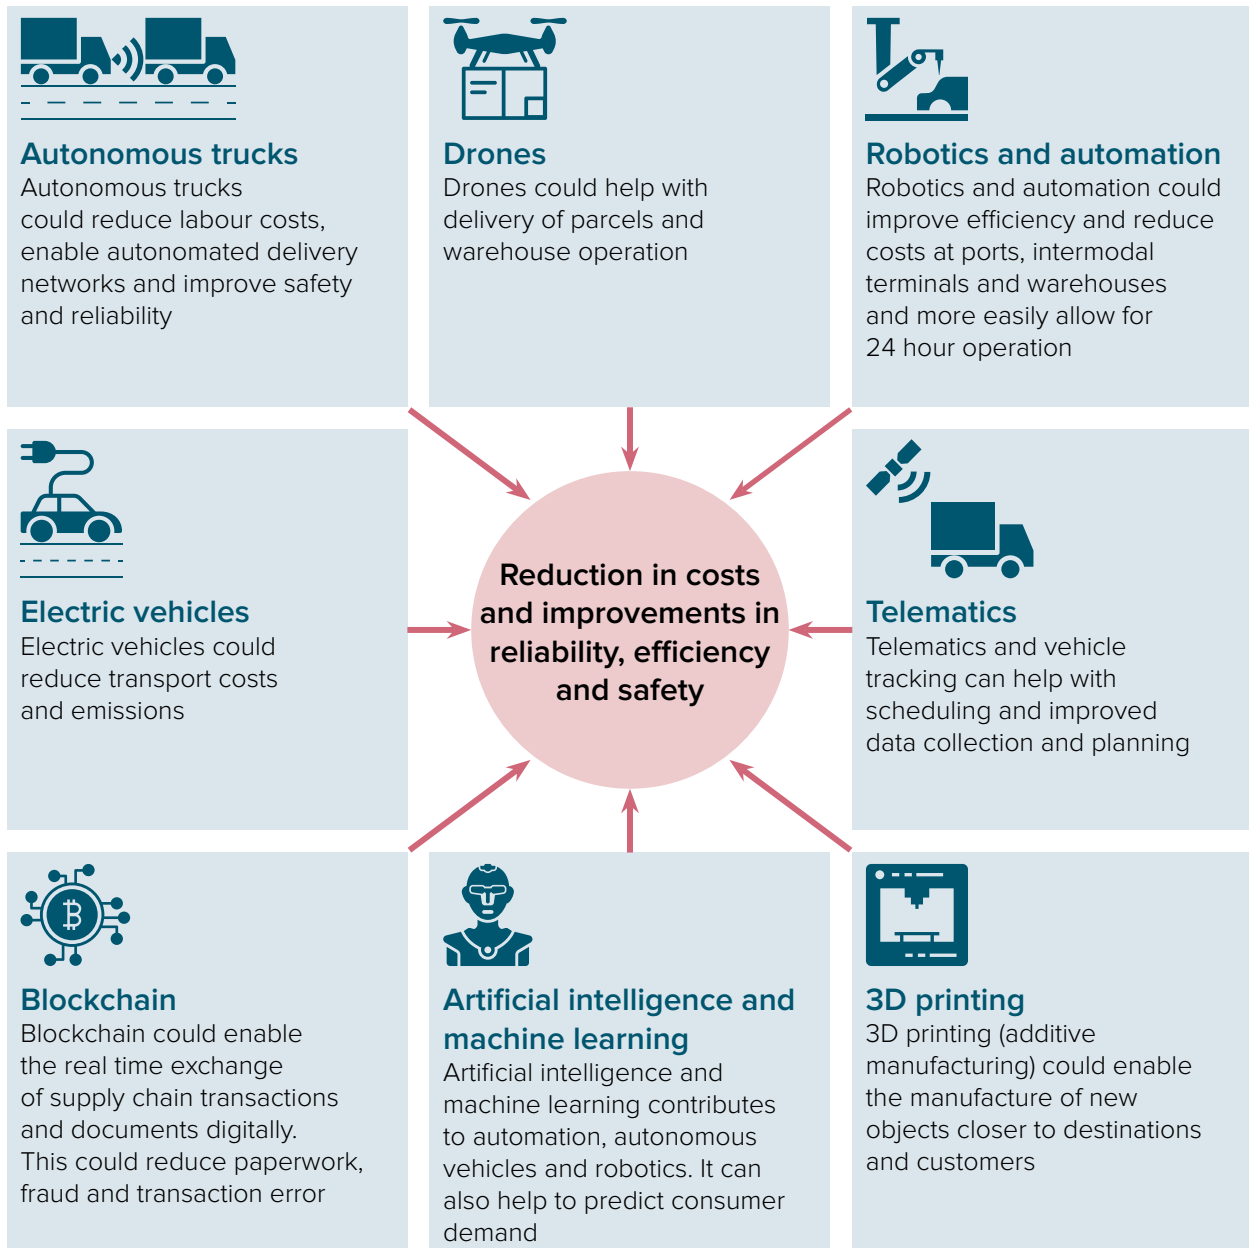 Autonomous trucks
Autonomous trucks
could reduce labour costs,
enable autonomated delivery
networks and improve safety
and reliability
Drones
Drones could help with
delivery of parcels and
warehouse operation
Robotics and automation
Robotics and automation could
improve efficiency and reduce
costs at ports, intermodal
terminals and warehouses
and more easily allow for
24 hour operation
Electric vehicles
Electric vehicles could
reduce transport costs
and emissions
Reduction in costs
and improvements in
reliability, efficiency
and safety
Telematics
Telematics and vehicle
tracking can help with
scheduling and improved
data collection and planning
Blockchain
Blockchain could enable
the real time exchange
of supply chain transactions
and documents digitally.
This could reduce paperwork,
fraud and transaction error
Artificial intelligence and
machine learning
Artificial intelligence and
machine learning contributes
to automation, autonomous
vehicles and robotics. It can
also help to predict consumer
demand
3D printing
3D printing (additive
manufacturing) could enable
the manufacture of new
objects closer to destinations
and customers